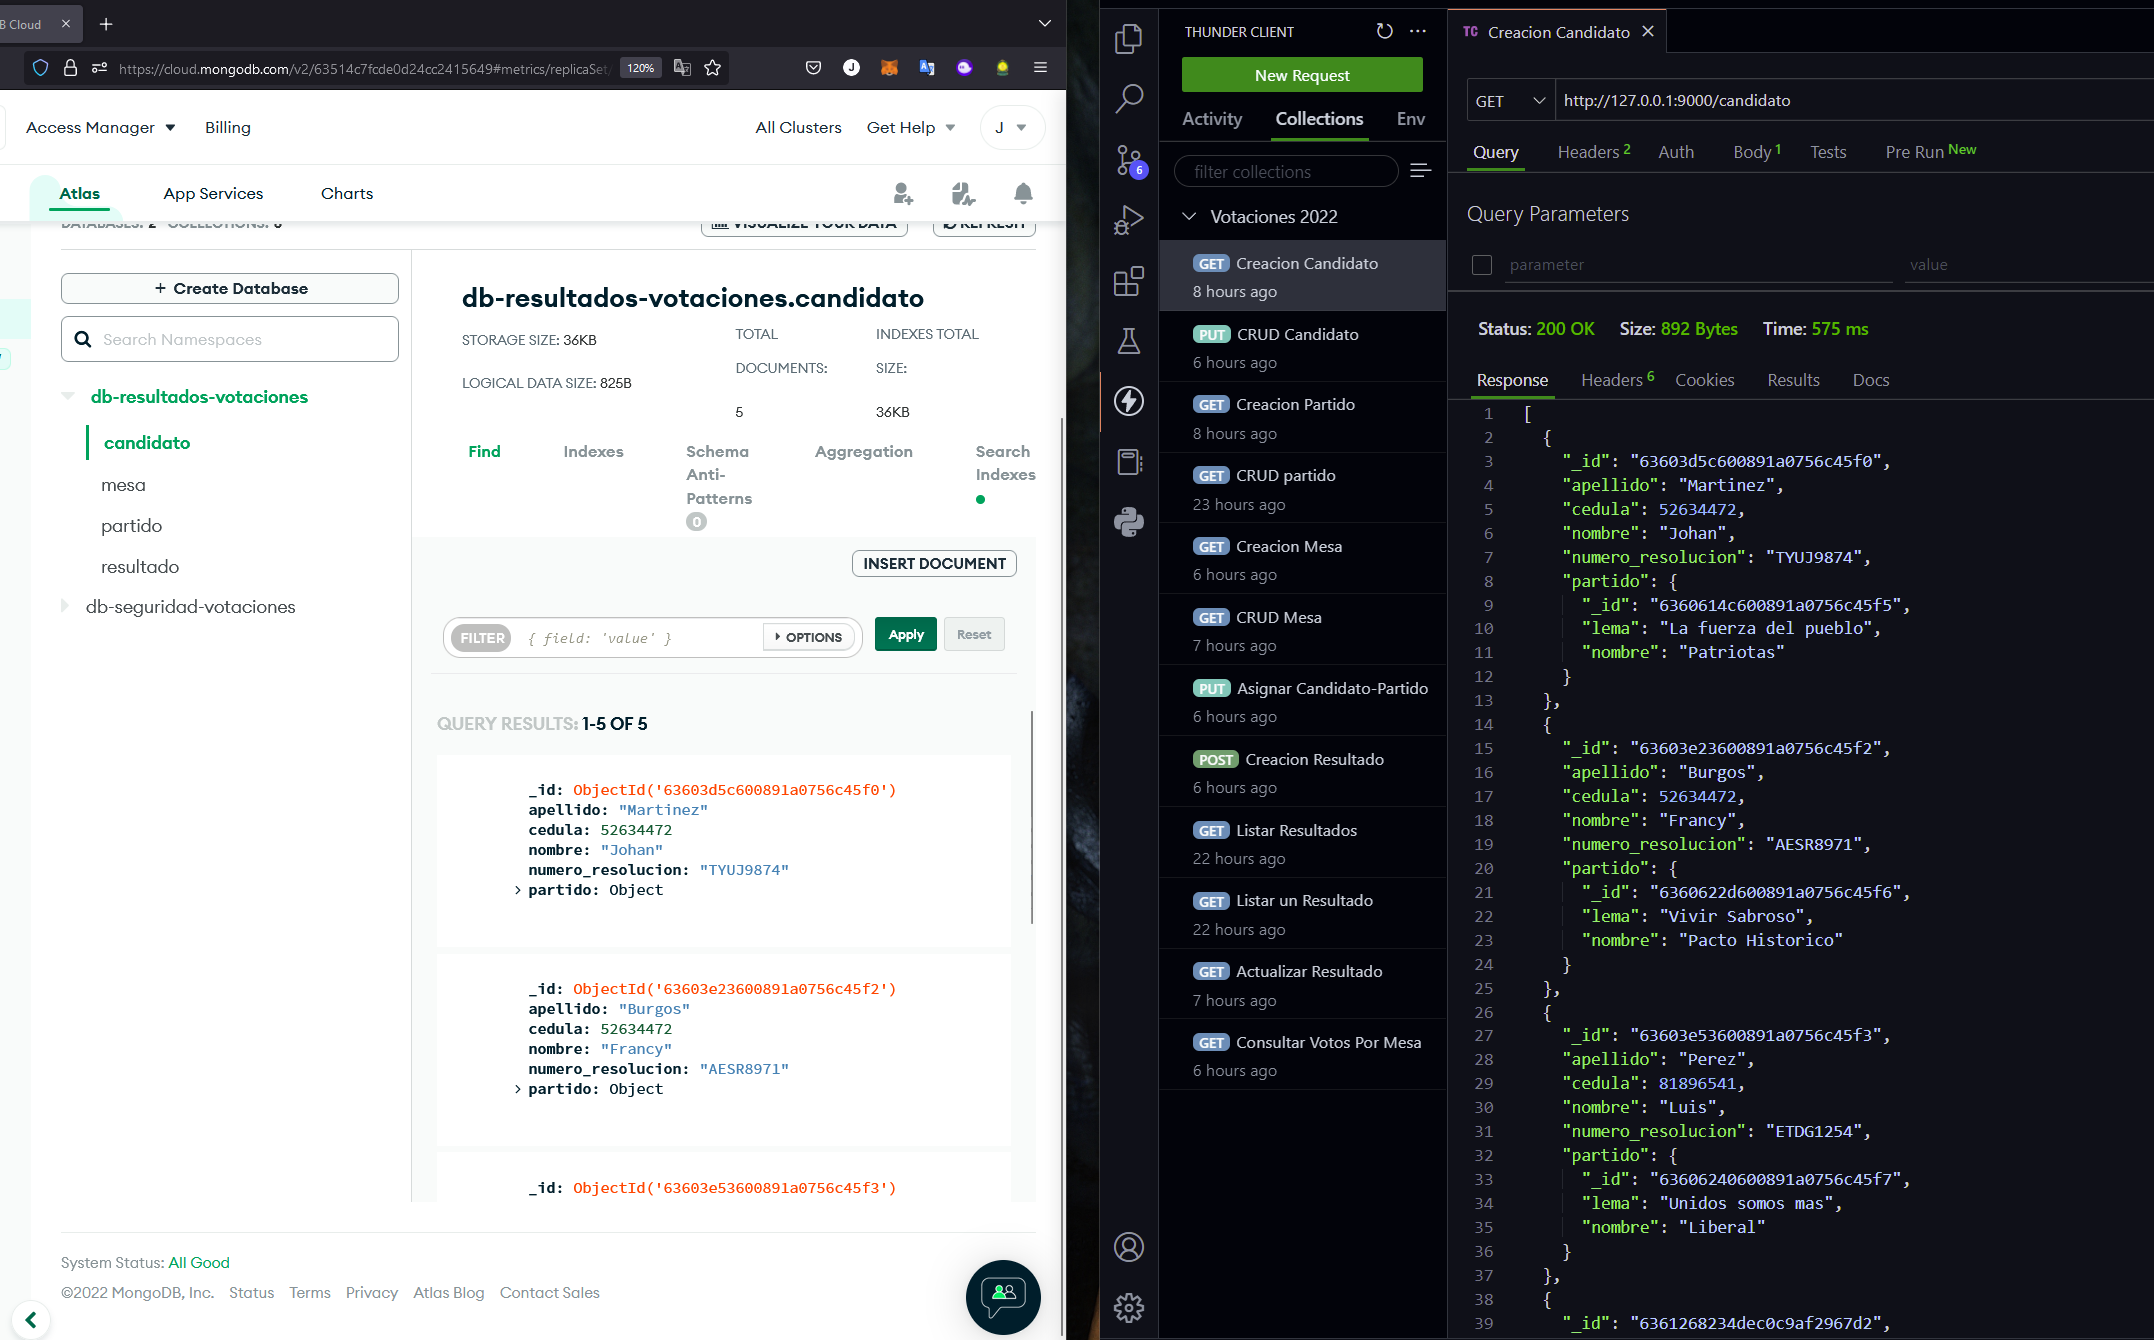 B Cloud
https://cloud.mongodb.com/v2/63514c7fcde0d24cc2415649#metrics/replicaSet/
120%
Access Manager
Billing
All Clusters
Get Help
J
Atlas
App Services
Charts
DATABASES: 2 COLLECTIONS: 6
VISUALIZE YOUR DATA
REFRESH
+ Create Database
Search Namespaces
db-resultados-votaciones
candidato
mesa
partido
resultado
db-seguridad-votaciones
db-resultados-votaciones.candidato
STORAGE SIZE: 36KB
LOGICAL DATA SIZE: 825B
TOTAL
DOCUMENTS:
5
INDEXES TOTAL
SIZE:
36KB
Find
Indexes
Schema
Anti-
Patterns
0
Aggregation
Search
Indexes
INSERT DOCUMENT
FILTER
{ field: 'value' }
OPTIONS
Apply
Reset
QUERY RESULTS: 1-5 OF 5
_id: ObjectId('63603d5c600891a0756c45f0')
apellido: "Martinez"
cedula: 52634472
nombre: "Johan"
numero_resolucion: "TYUJ9874"
> partido: Object
_id: ObjectId('63603e23600891a0756c45f2')
apellido: "Burgos"
cedula: 52634472
nombre: "Francy"
numero_resolucion: "AESR8971"
> partido: Object
_id: ObjectId('63603e53600891a0756c45f3')
System Status: All Good
©2022 MongoDB, Inc. Status Terms Privacy Atlas Blog Contact Sales
6
THUNDER CLIENT
New Request
Activity
Collections
Env
filter collections
Votaciones 2022
GET Creacion Candidato
8 hours ago
PUT CRUD Candidato
6 hours ago
GET Creacion Partido
8 hours ago
GET CRUD partido
23 hours ago
GET Creacion Mesa
6 hours ago
GET CRUD Mesa
7 hours ago
PUT Asignar Candidato-Partido
6 hours ago
POST Creacion Resultado
6 hours ago
GET Listar Resultados
22 hours ago
GET Listar un Resultado
22 hours ago
GET Actualizar Resultado
7 hours ago
GET Consultar Votos Por Mesa
6 hours ago
TC Creacion Candidato
GET
http://127.0.0.1:9000/candidato
Query
Headers 2
Auth
Body 1
Tests
Pre Run New
Query Parameters
parameter
value
Status: 200 OK Size: 892 Bytes Time: 575 ms
Response
Headers 6
Cookies
Results
Docs
1 [
2 {
3 "_id": "63603d5c600891a0756c45f0",
4 "apellido": "Martinez",
5 "cedula": 52634472,
6 "nombre": "Johan",
7 "numero_resolucion": "TYUJ9874",
8 "partido": {
9 "_id": "6360614c600891a0756c45f5",
10 "lema": "La fuerza del pueblo",
11 "nombre": "Patriotas"
12 }
13 },
14 {
15 "_id": "63603e23600891a0756c45f2",
16 "apellido": "Burgos",
17 "cedula": 52634472,
18 "nombre": "Francy",
19 "numero_resolucion": "AESR8971",
20 "partido": {
21 "_id": "6360622d600891a0756c45f6",
22 "lema": "Vivir Sabroso",
23 "nombre": "Pacto Historico"
24 }
25 },
26 {
27 "_id": "63603e53600891a0756c45f3",
28 "apellido": "Perez",
29 "cedula": 81896541,
30 "nombre": "Luis",
31 "numero_resolucion": "ETDG1254",
32 "partido": {
33 "_id": "63606240600891a0756c45f7",
34 "lema": "Unidos somos mas",
35 "nombre": "Liberal"
36 }
37 },
38 {
39 "_id": "6361268234dec0c9af2967d2",